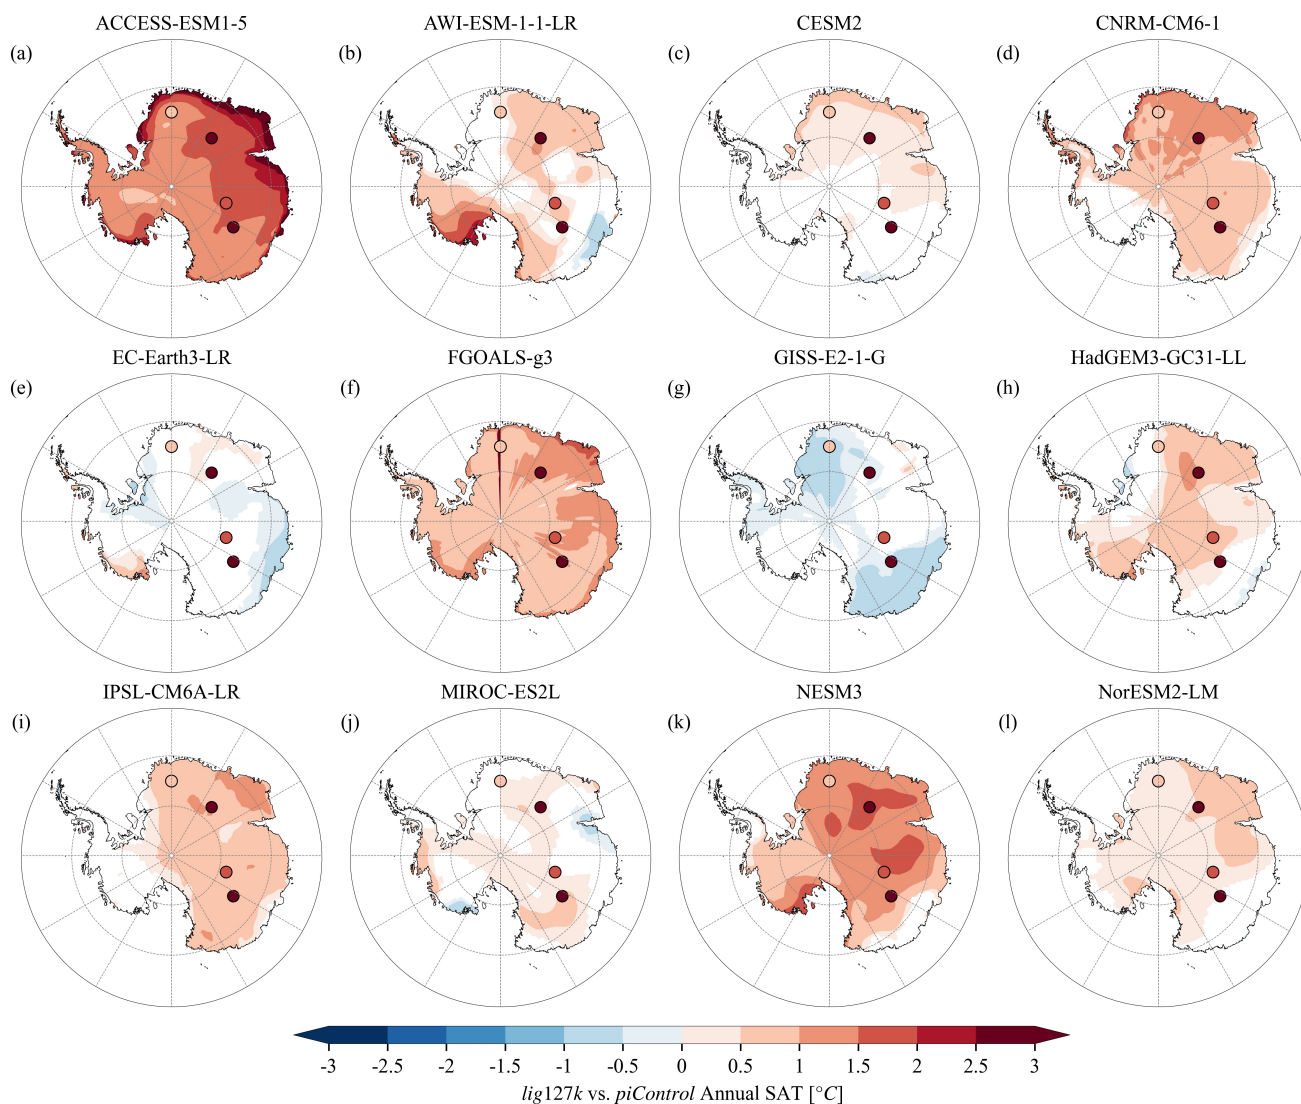 ACCESS-ESM1-5
AWI-ESM-1-1-LR
CESM2
CNRM-CM6-1
(a)
(b)
(c)
(d)
EC-Earth3-LR
FGOALS-g3
GISS-E2-1-G
HadGEM3-GC31-LL
(e)
(f)
(g)
(h)
IPSL-CM6A-LR
MIROC-ES2L
NESM3
NorESM2-LM
(i)
(j)
(k)
(l)
-3 -2.5 -2 -1.5 -1 -0.5 0 0.5 1 1.5 2 2.5 3
lig127k vs. piControl Annual SAT [°C]